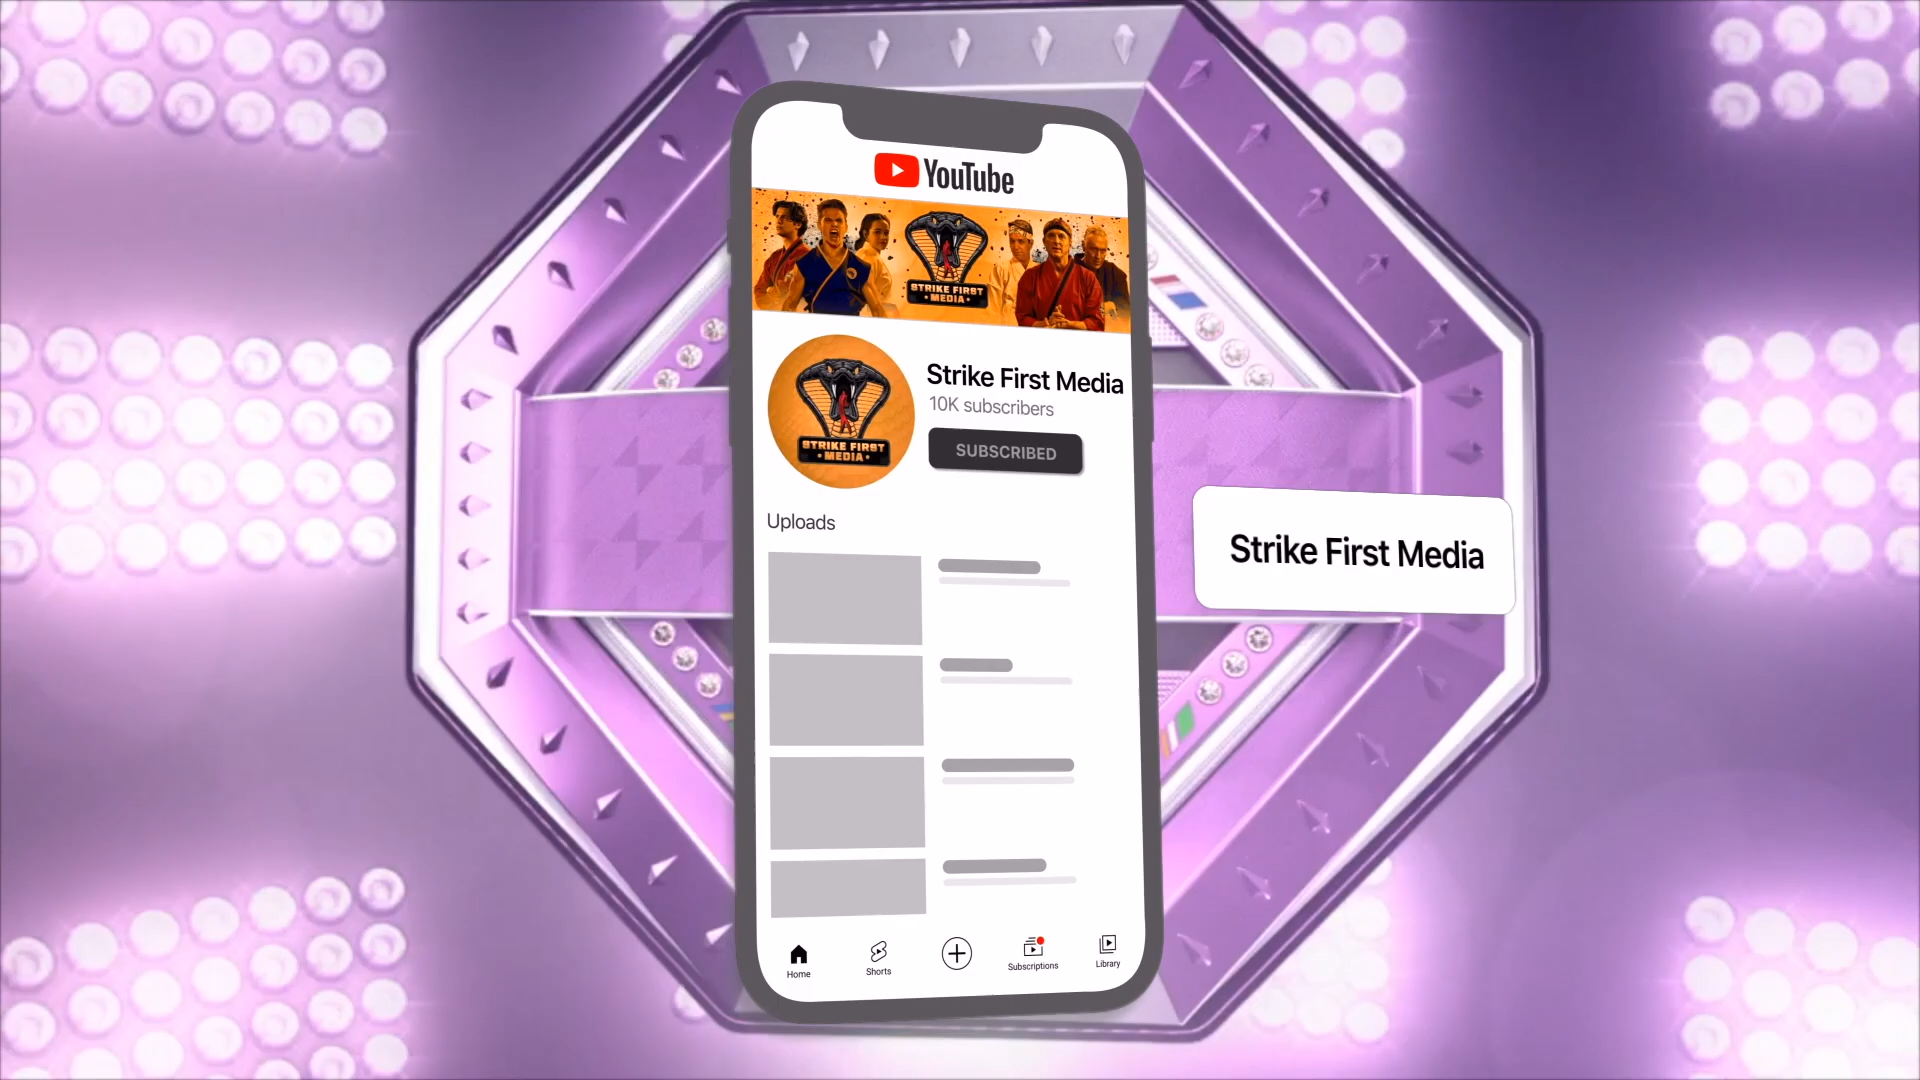 YouTube
STRIKE FIRST
• MEDIA •
Strike First Media
10K subscribers
SUBSCRIBED
STRIKE FIRST
• MEDIA •
Uploads
Strike First Media
Home
Shorts
Subscriptions
Library